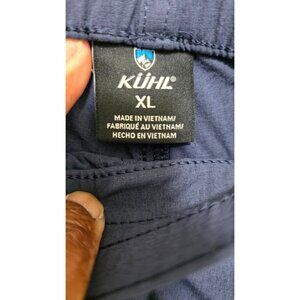 KÜHL®
XL
MADE IN VIETNAM/
FABRIQUÉ AU VIETNAM/
HECHO EN VIETNAM